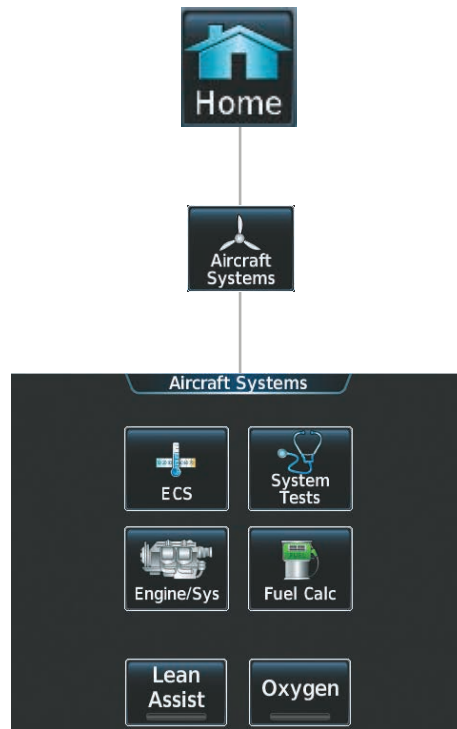 Home
Aircraft
Systems
Aircraft Systems
ECS
System
Tests
Engine/Sys
Fuel Calc
Lean
Assist
Oxygen